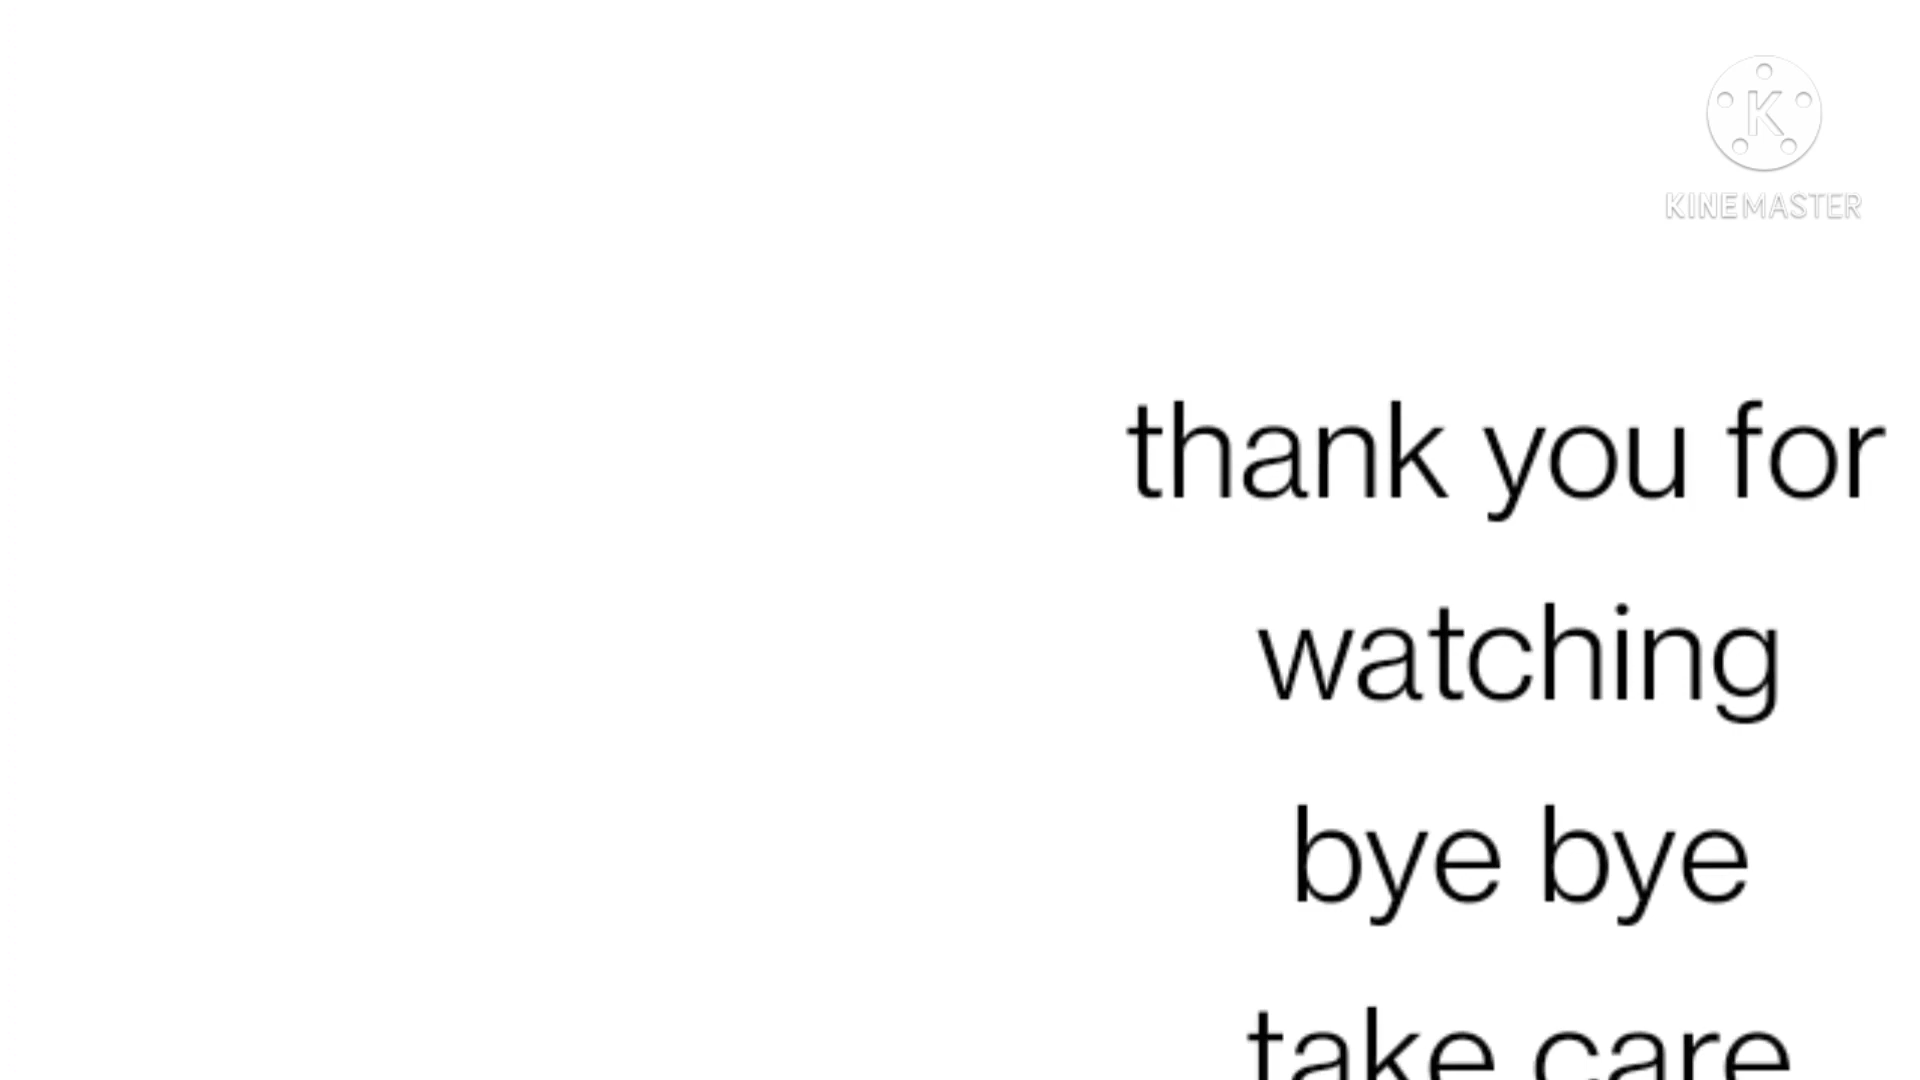 K
KINEMASTER
thank you for
watching
bye bye
take care